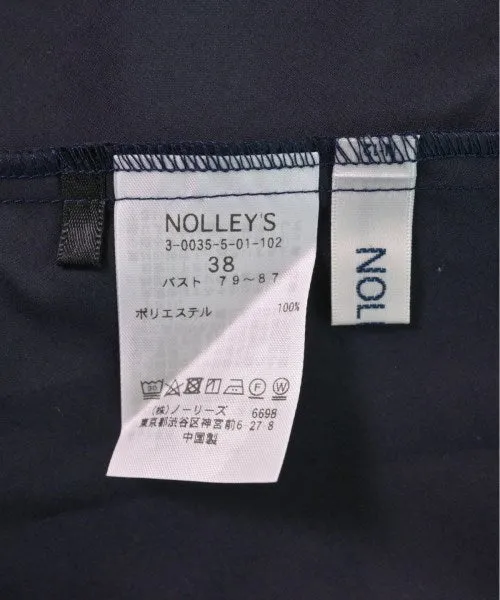 NOLLEY'S
3-0035-5-01-102
38
バスト 79~87
ポリエステル 100%
(株)ノーリーズ 6698
東京都渋谷区神宮前6-27-8
中国製
NOLL